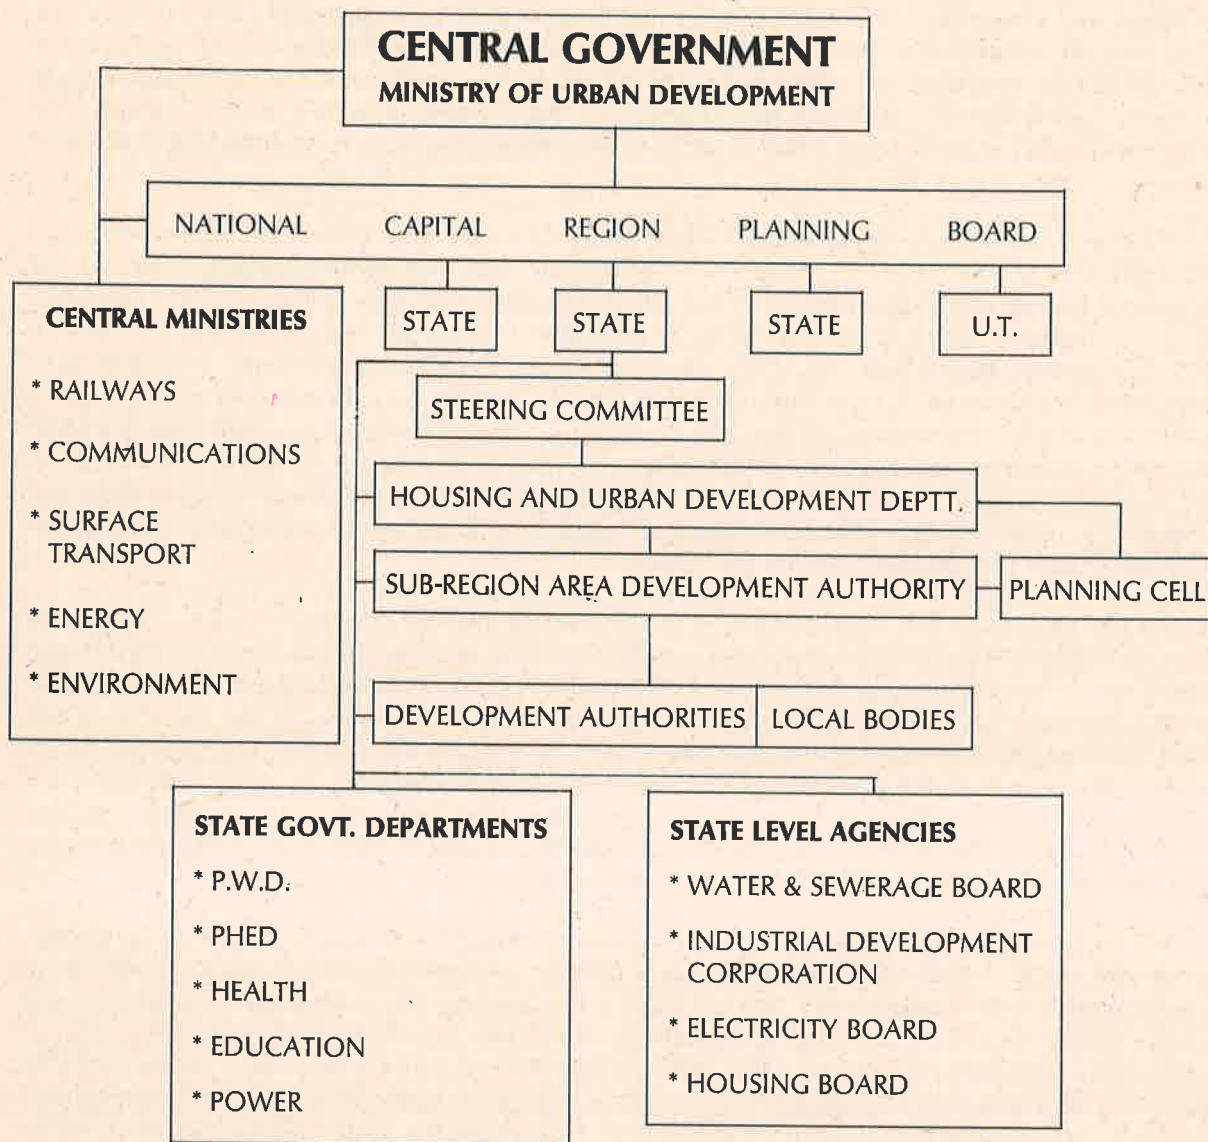 CENTRAL GOVERNMENT
MINISTRY OF URBAN DEVELOPMENT
NATIONAL CAPITAL REGION PLANNING BOARD
CENTRAL MINISTRIES
* RAILWAYS
* COMMUNICATIONS
* SURFACE
TRANSPORT
* ENERGY
* ENVIRONMENT
STATE
STATE
STATE
U.T.
STEERING COMMITTEE
HOUSING AND URBAN DEVELOPMENT DEPTT.
SUB-REGION AREA DEVELOPMENT AUTHORITY
PLANNING CELL
DEVELOPMENT AUTHORITIES
LOCAL BODIES
STATE GOVT. DEPARTMENTS
* P.W.D.
* PHED
* HEALTH
* EDUCATION
* POWER
STATE LEVEL AGENCIES
* WATER & SEWERAGE BOARD
* INDUSTRIAL DEVELOPMENT
CORPORATION
* ELECTRICITY BOARD
* HOUSING BOARD